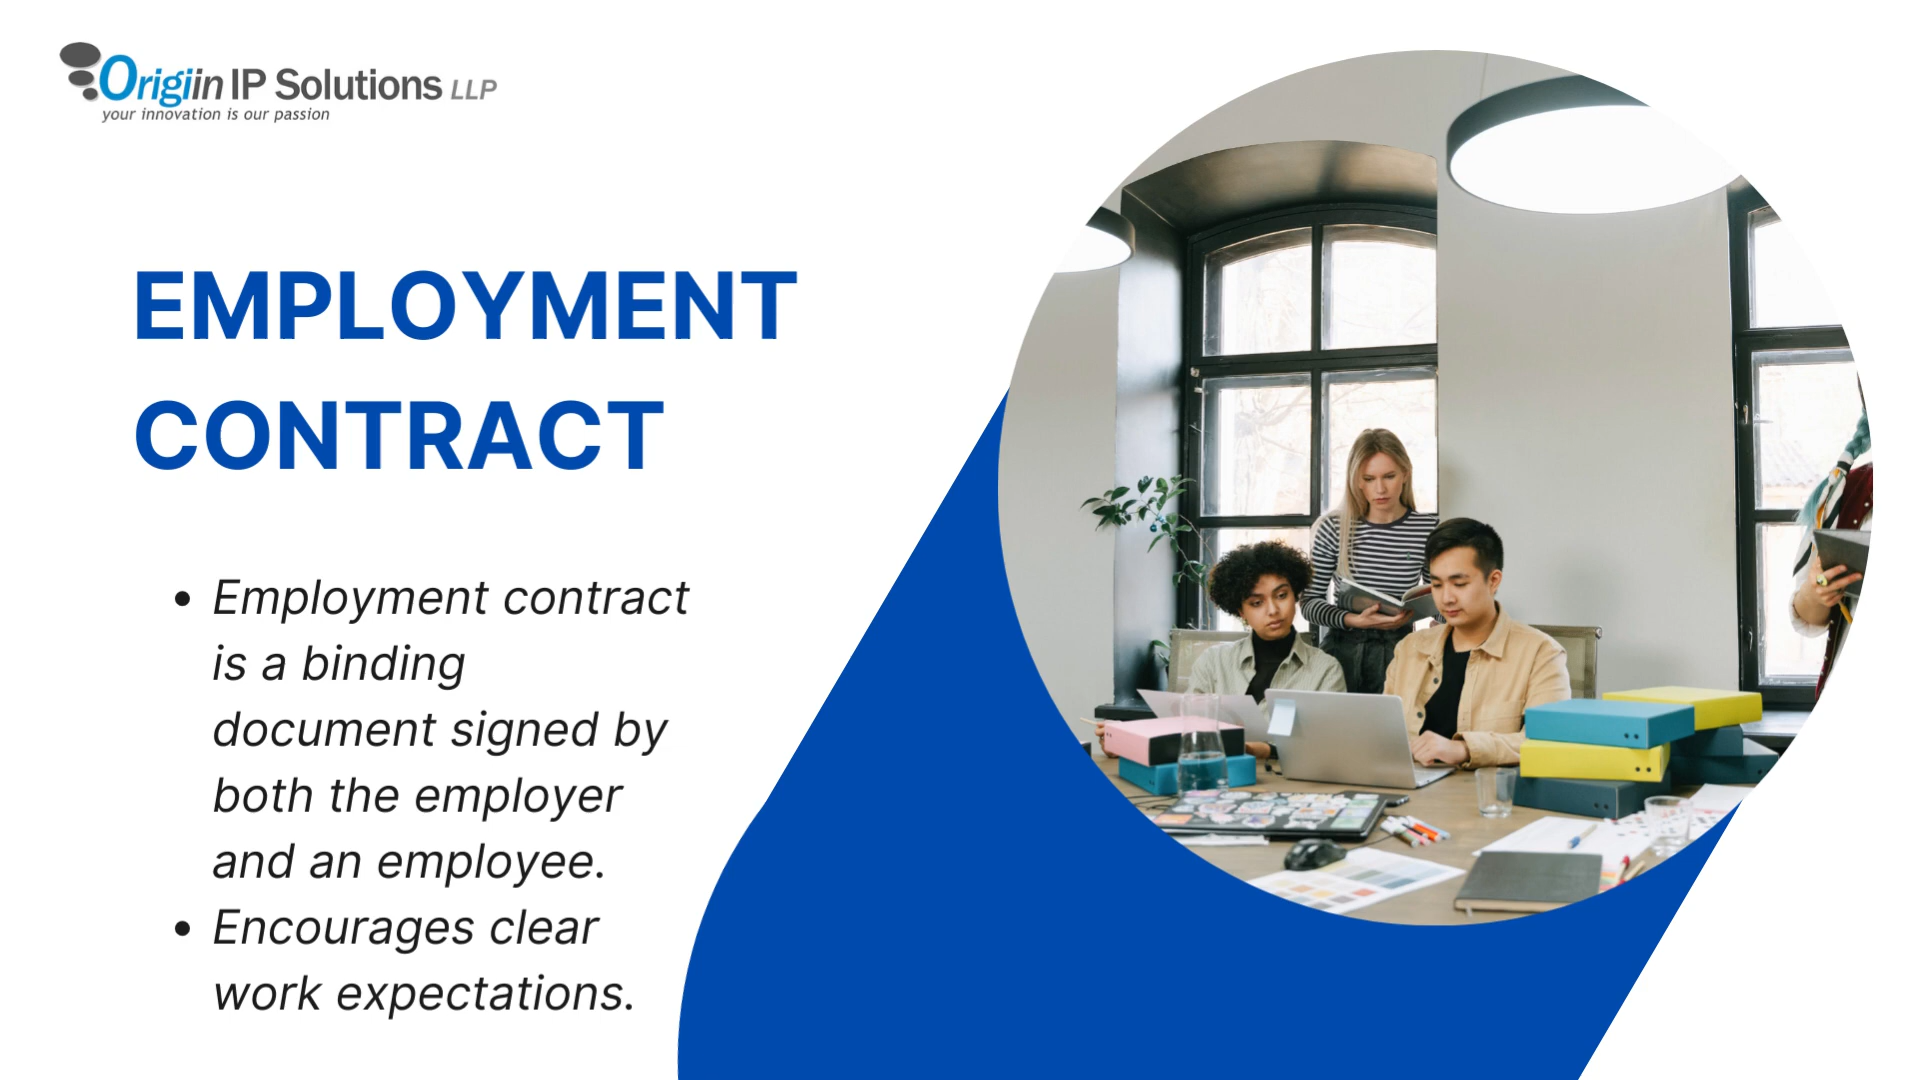 Origiin IP Solutions LLP
your innovation is our passion
EMPLOYMENT
CONTRACT
• Employment contract
is a binding
document signed by
both the employer
and an employee.
• Encourages clear
work expectations.